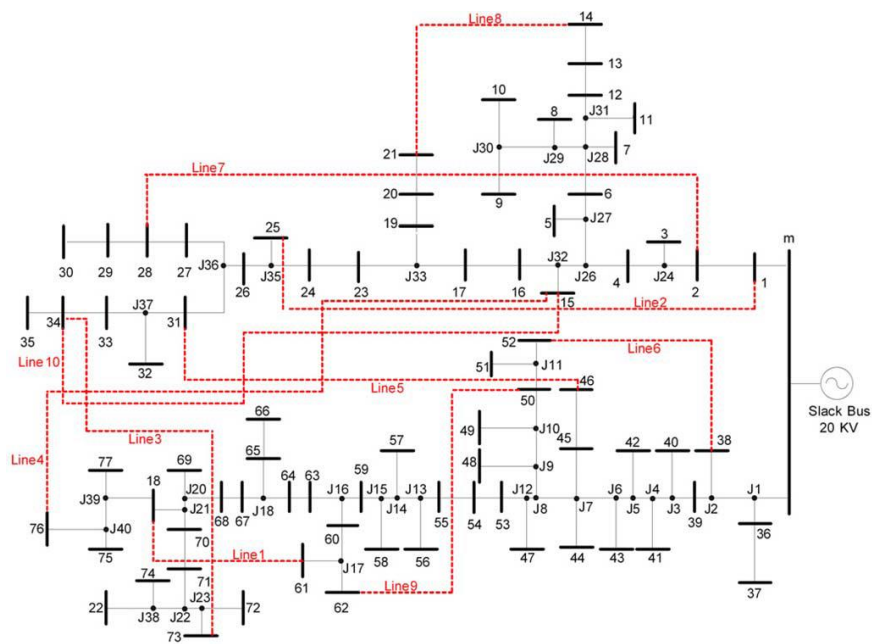 Line8 14
13
10 12
8 J31
11
21 J30 J29 J28 7
Line7
20 9 6
25 19 5 J27
3 m
J36 J32
30 29 28 27 26 J35 24 23 J33 17 16 J26 4 J24 2 1
15
J37 Line2
35 34 33 31
52 Line6
Line 10 32 51 J11
Line5 46
50 Slack Bus
66 20 KV
Line3 49 J10
57 45 42 40 38
Line4 77 18 69 65 48 J9
64 63 59
J39 J20 J16 J15 J13 J12 J6 J4 J2 J1
J21 J18 J14 J8 J7 J5 J3
76 68 67 55 54 53 39
J40 70 60 36
75 Line1 58 56 47 44 43 41
71 J17
74 J23 61 Line9 37
22 J38 J22 72 62
73